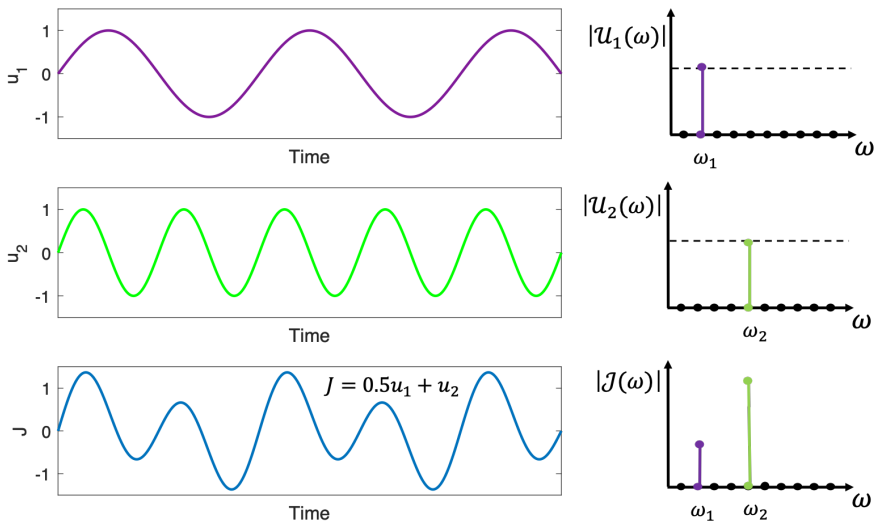 u₁
1
0
-1
Time
|𝒰₁(ω)|
ω₁
ω
u₂
1
0
-1
Time
|𝒰₂(ω)|
ω₂
ω
J
1
0
-1
J = 0.5u₁ + u₂
Time
|𝒥(ω)|
ω₁ ω₂
ω